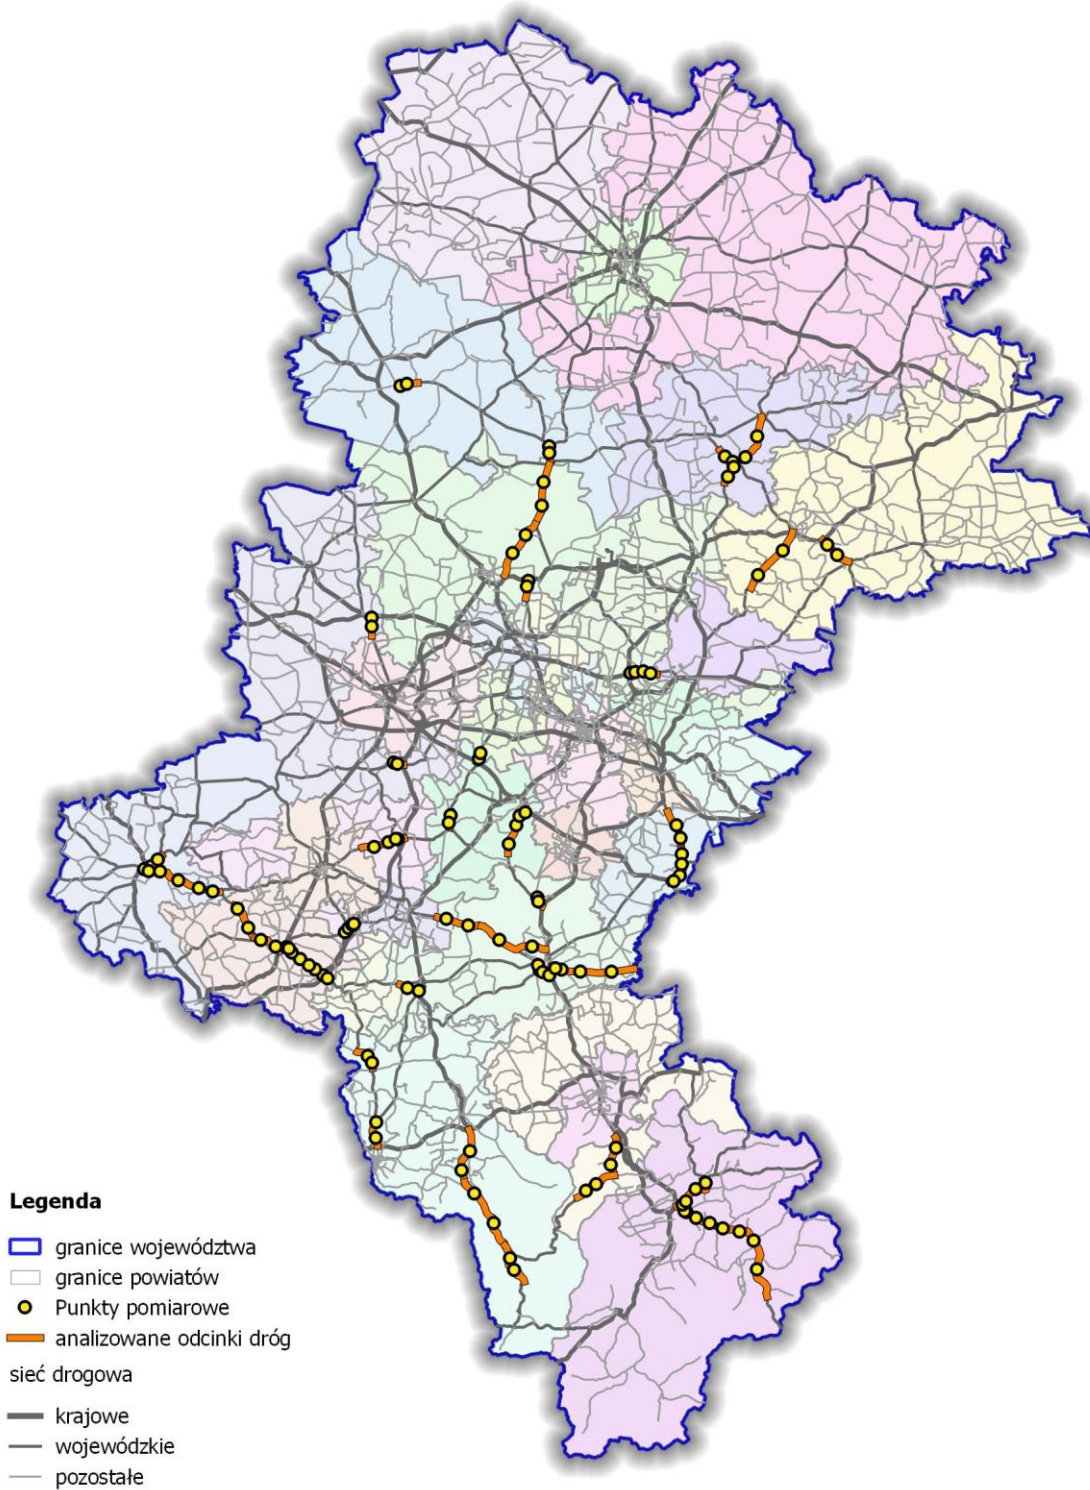 Legenda
granice województwa
granice powiatów
Punkty pomiarowe
analizowane odcinki dróg
sieć drogowa
krajowe
wojewódzkie
pozostałe